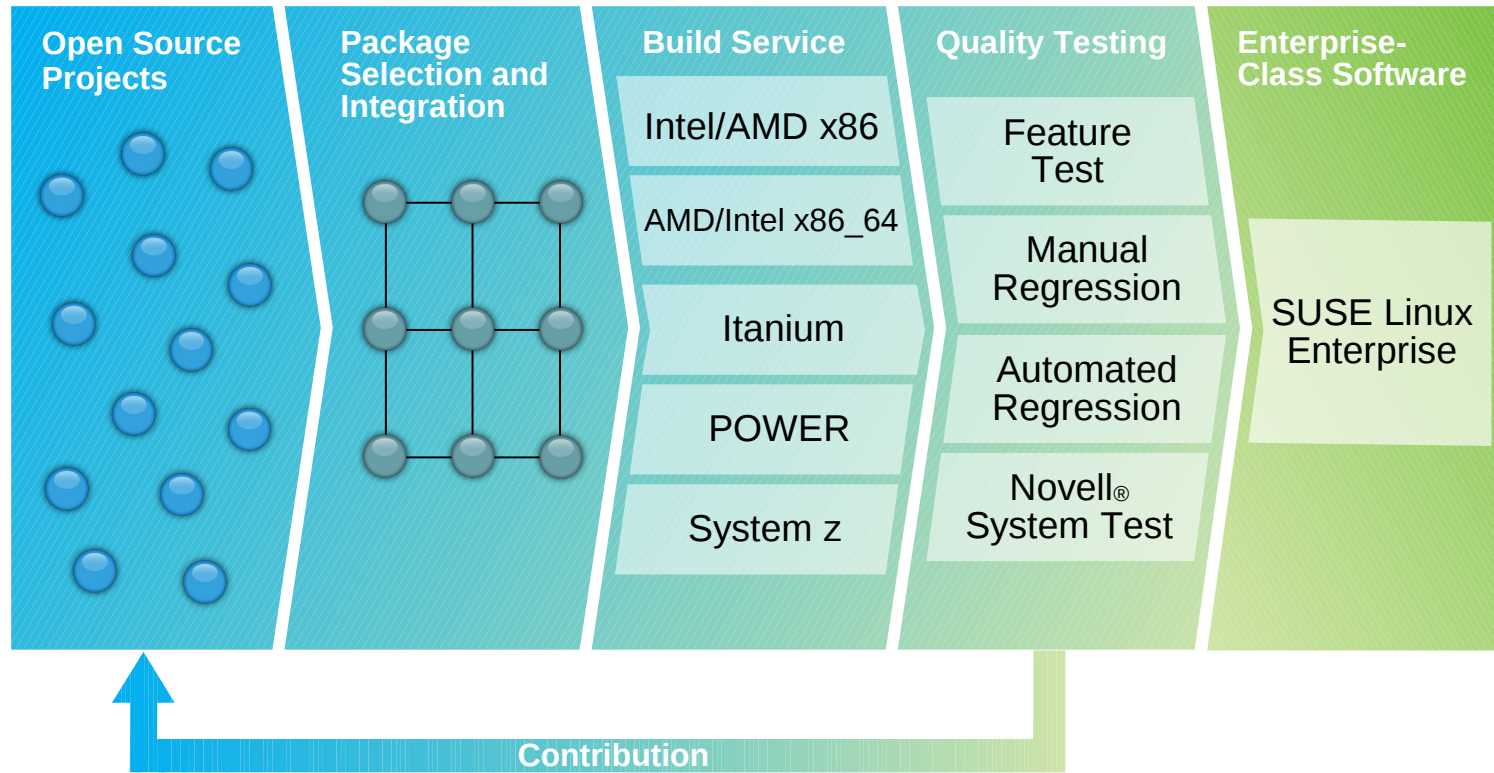 Open Source
Projects
Package
Selection and
Integration
Build Service
Intel/AMD x86
AMD/Intel x86_64
Itanium
POWER
System z
Quality Testing
Feature
Test
Manual
Regression
Automated
Regression
Novell®
System Test
Enterprise-
Class Software
SUSE Linux
Enterprise
Contribution